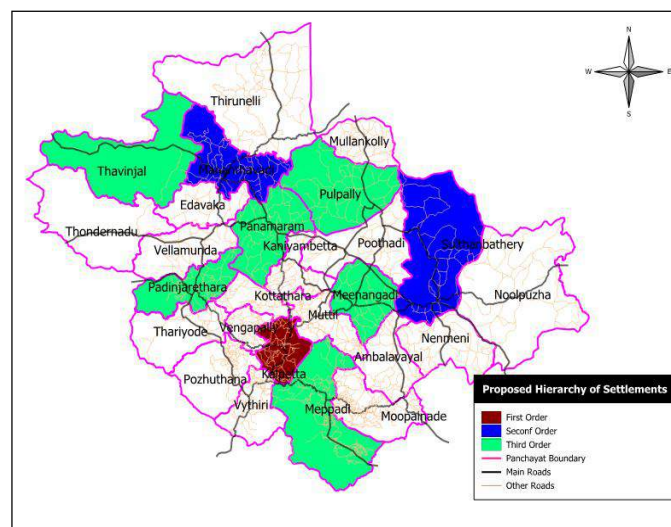 N
W E
S
Thirunelli
Mullankolly
Thavinjal
Pulpally
Edavaka
Thondernadu
Panamaram
Poothadi
Kaniyambetta
Vellamunda
Padinjarethara
Meenangadi
Noolpuzha
Kottathara
Muttil
Thariyode
Vengapally
Nenmeni
Ambalavayal
Kalpetta
Pozhuthana
Vythiri
Meppadi
Moopainade
Proposed Hierarchy of Settlements
First Order
Seconf Order
Third Order
Panchayat Boundary
Main Roads
Other Roads